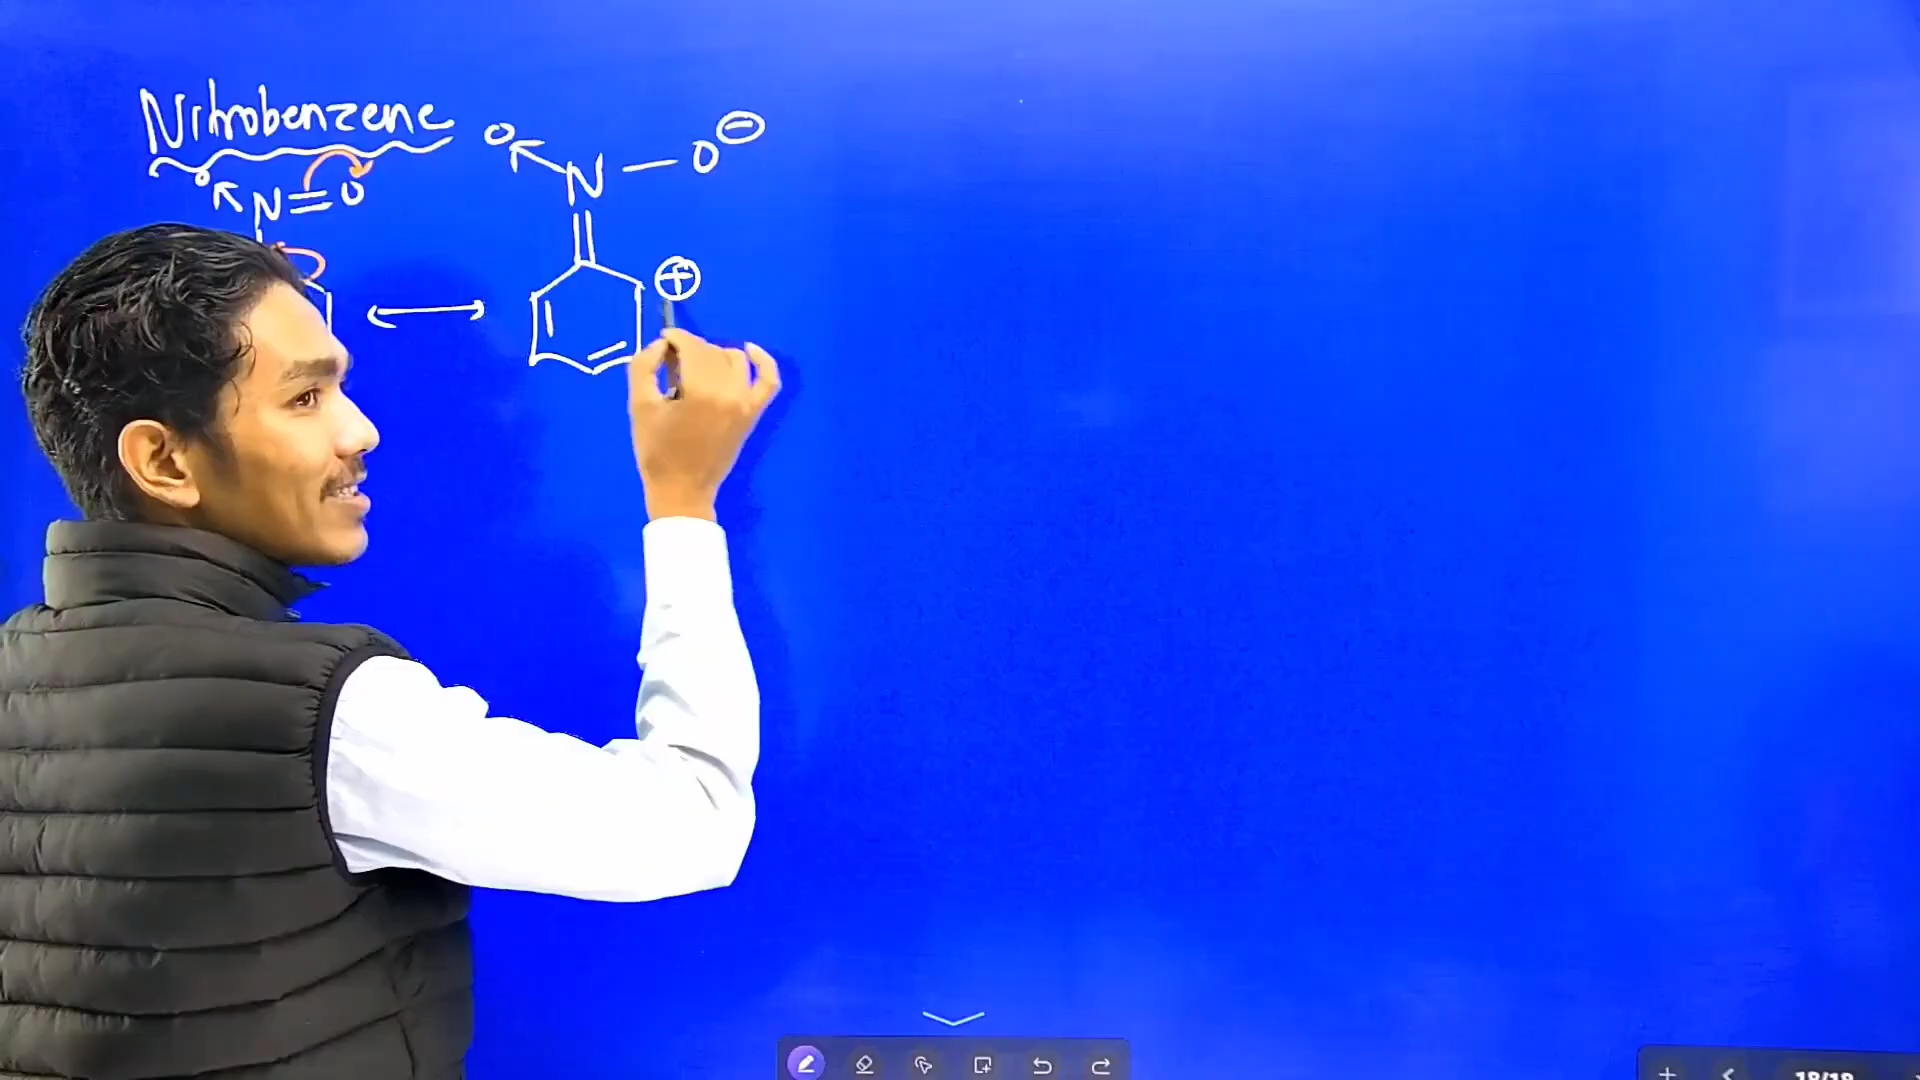 Nitrobenzene
O N = O
O N — O ⊖
⊕